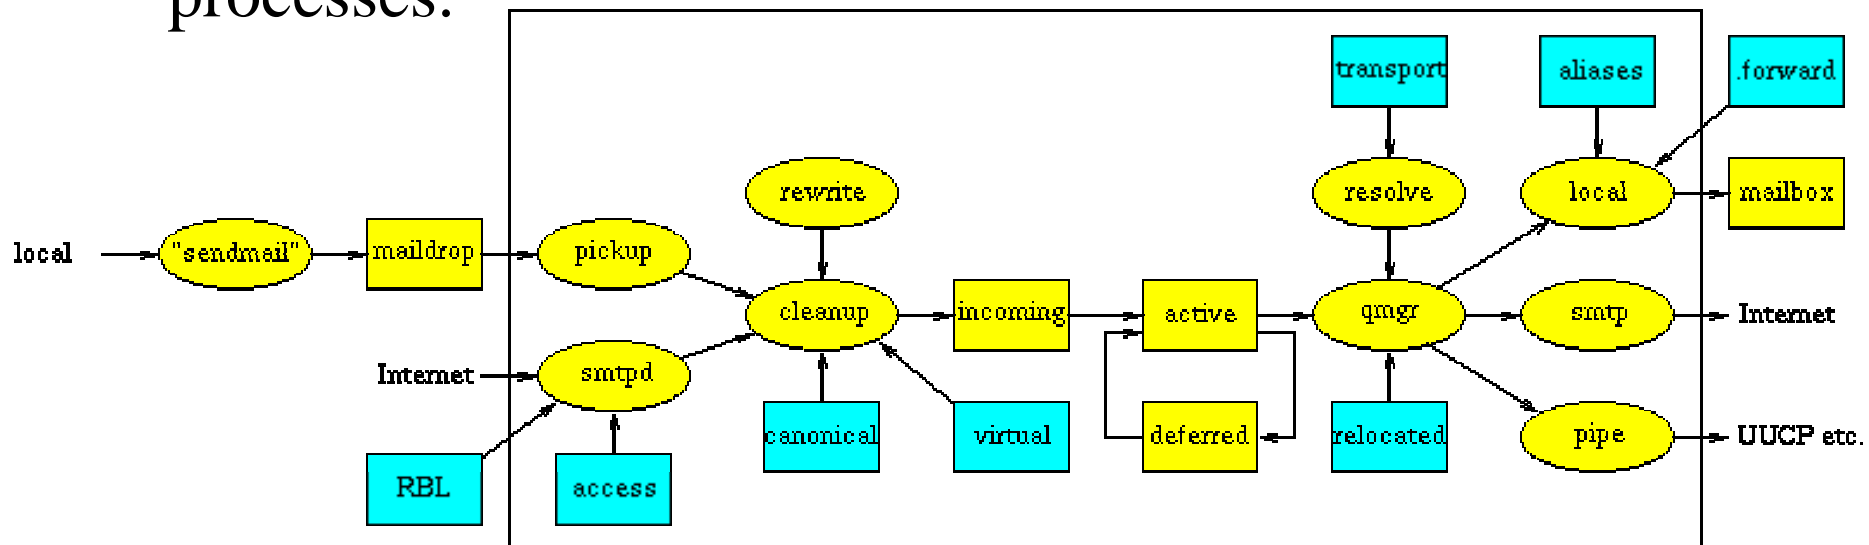 processes:
transport
aliases
.forward
rewrite
resolve
local
mailbox
local
"sendmail"
maildrop
pickup
cleanup
incoming
active
qmgr
smtp
Internet
Internet
smtpd
canonical
virtual
deferred
relocated
pipe
UUCP etc.
RBL
access